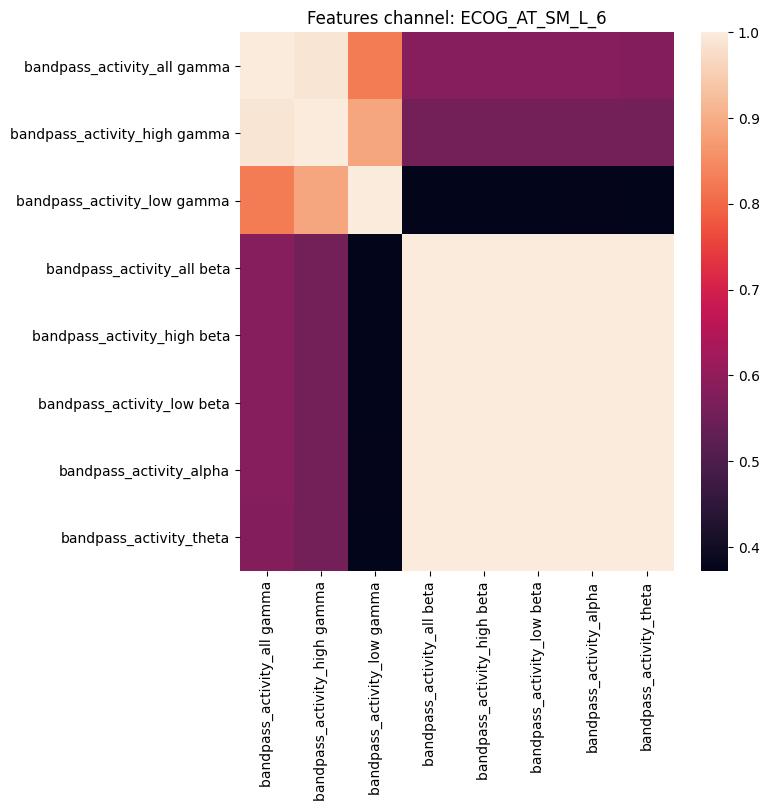 Features channel: ECOG_AT_SM_L_6
bandpass_activity_all gamma
bandpass_activity_high gamma
bandpass_activity_low gamma
bandpass_activity_all beta
bandpass_activity_high beta
bandpass_activity_low beta
bandpass_activity_alpha
bandpass_activity_theta
bandpass_activity_all gamma
bandpass_activity_high gamma
bandpass_activity_low gamma
bandpass_activity_all beta
bandpass_activity_high beta
bandpass_activity_low beta
bandpass_activity_alpha
bandpass_activity_theta
1.0
0.9
0.8
0.7
0.6
0.5
0.4